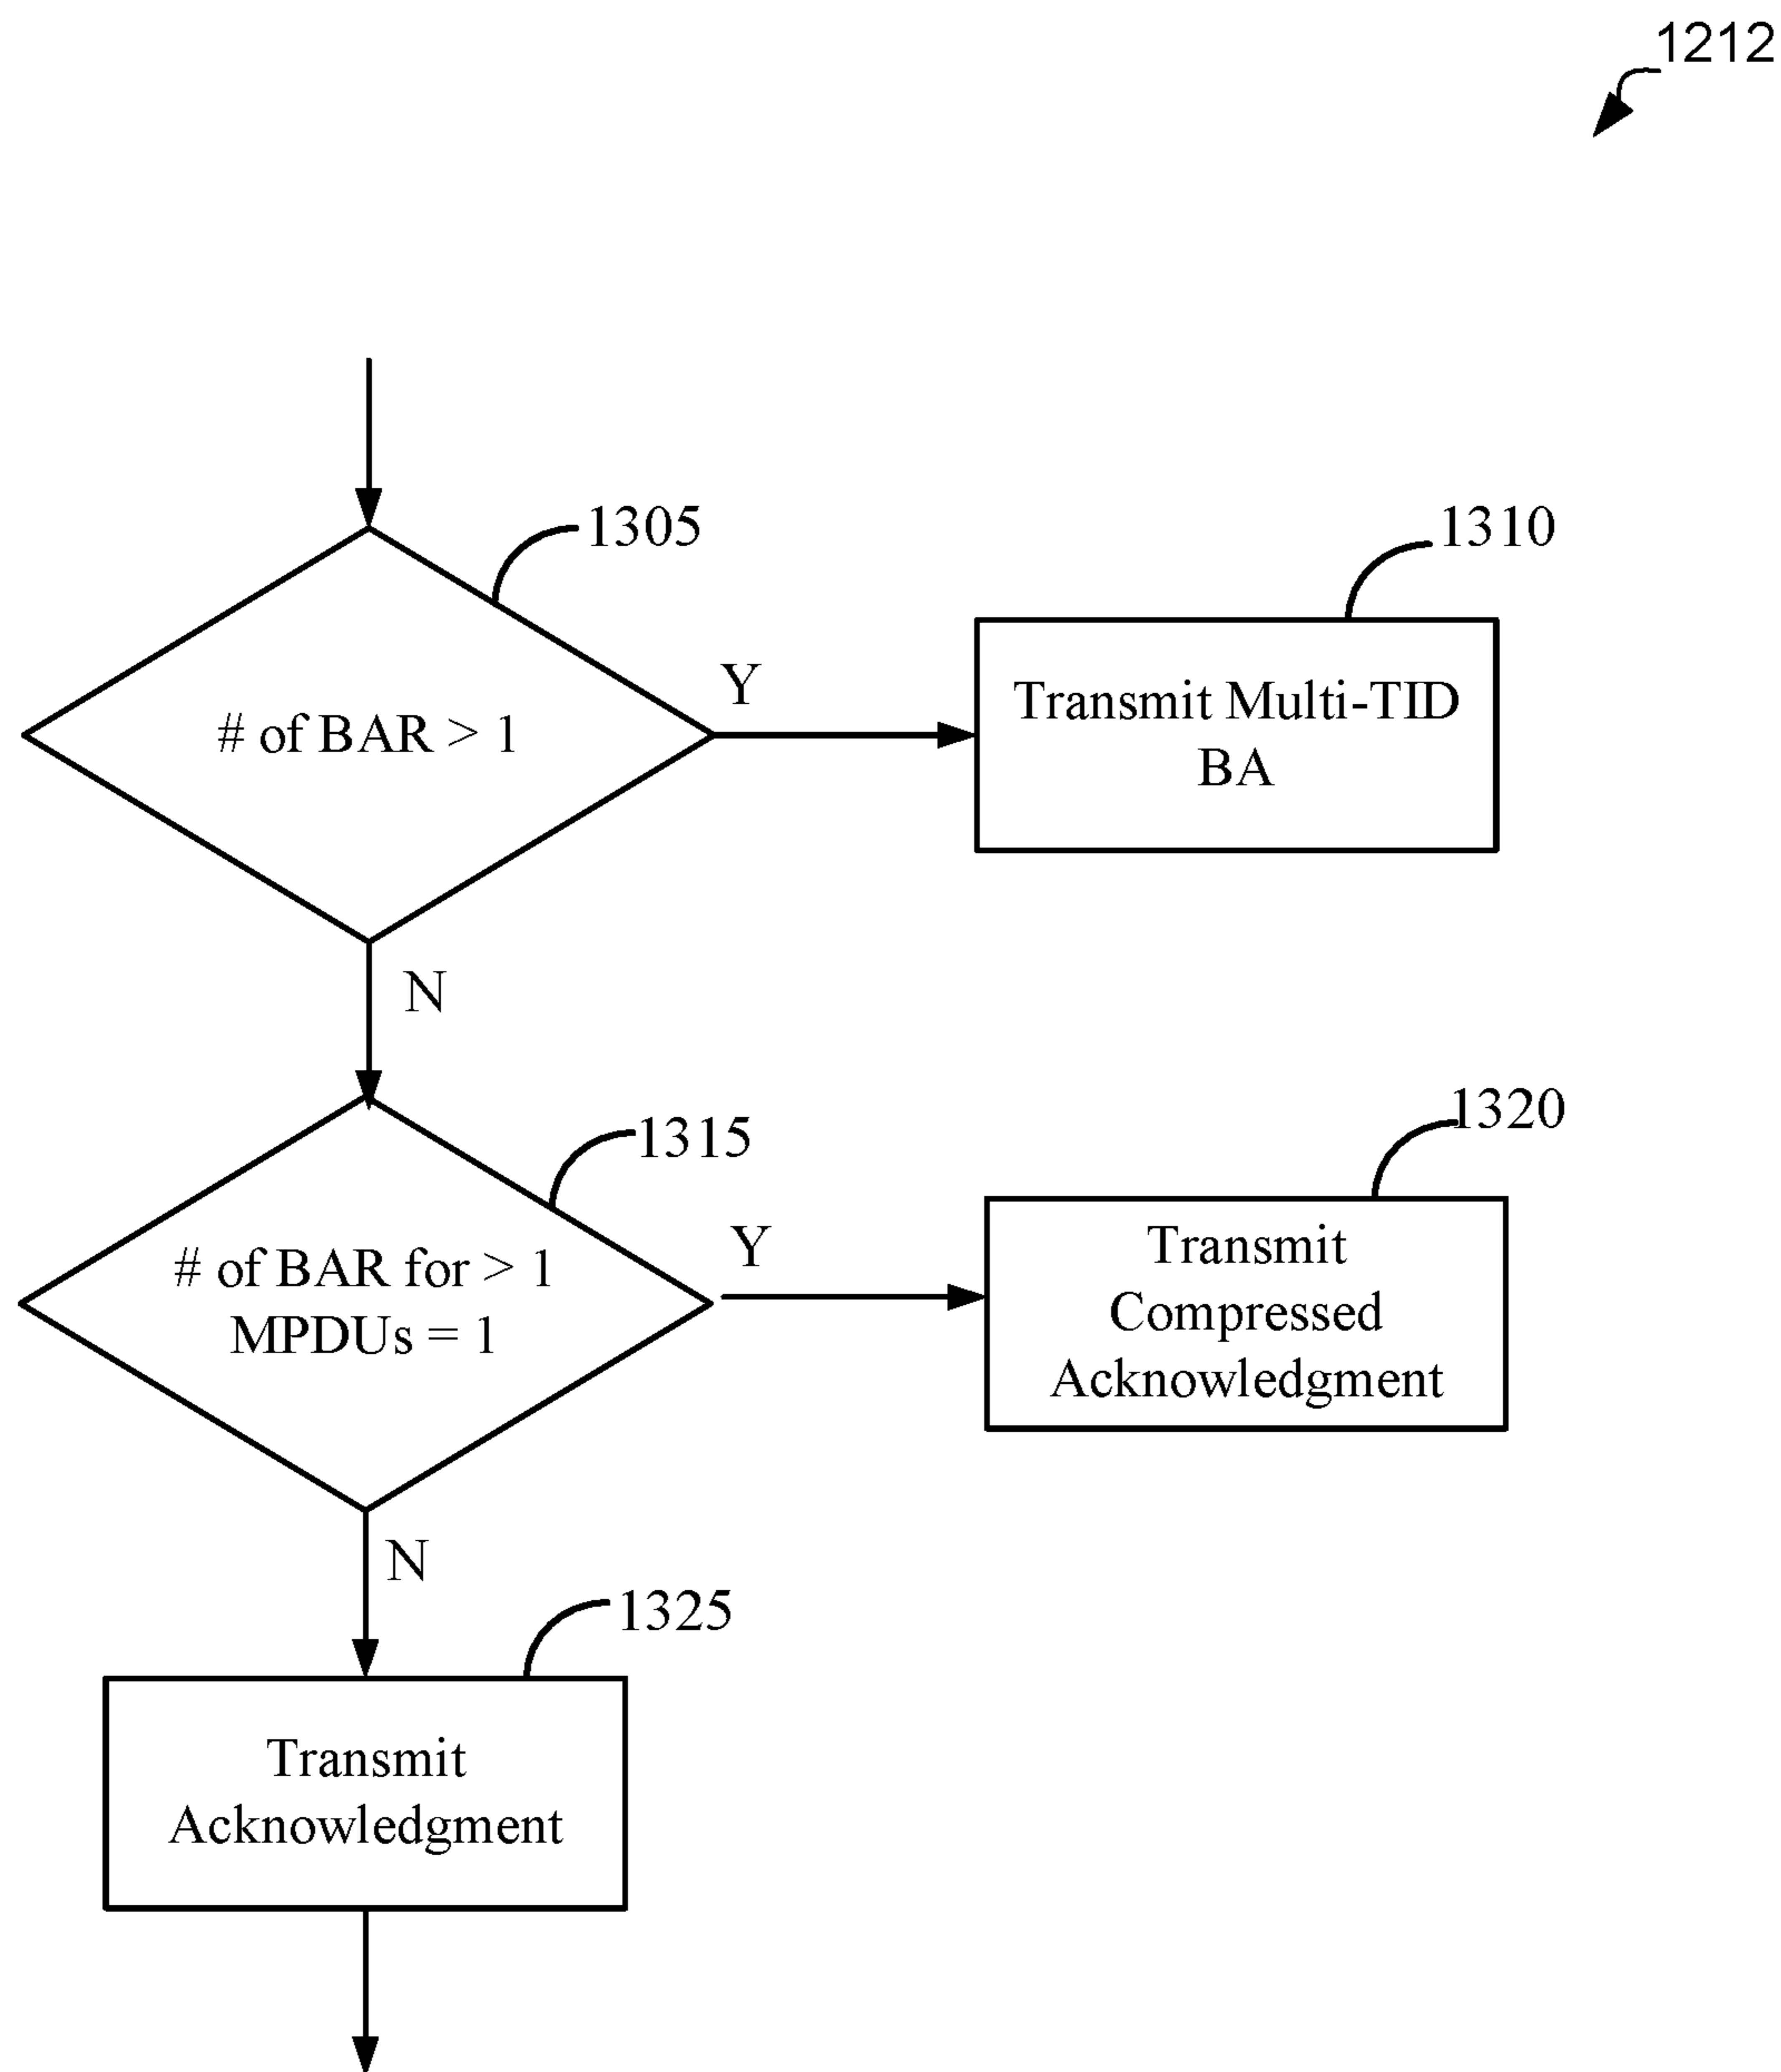 1212
1305
1310
# of BAR > 1
Y
Transmit Multi-TID
BA
N
1315
1320
# of BAR for > 1
MPDUs = 1
Y
Transmit
Compressed
Acknowledgment
N
1325
Transmit
Acknowledgment